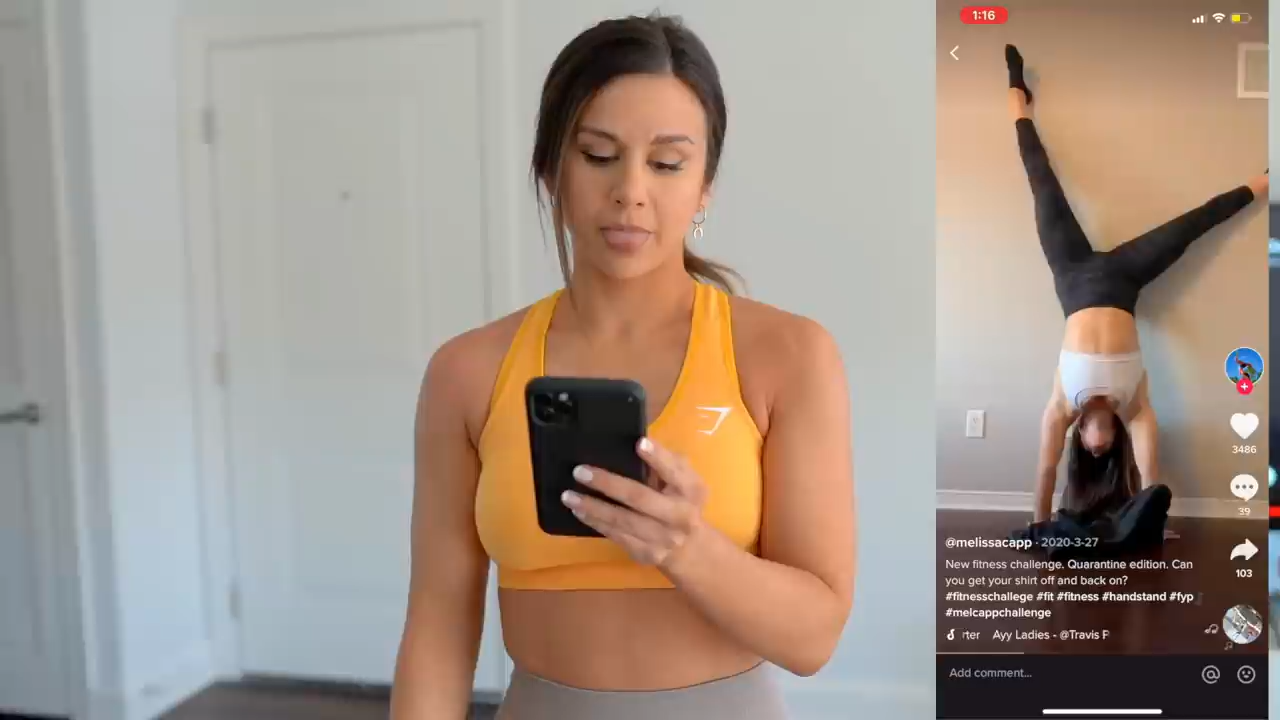 1:16
3486
39
103
@melissacapp · 2020-3-27
New fitness challenge. Quarantine edition. Can
you get your shirt off and back on?
#fitnesschallege #fit #fitness #handstand #fyp
#melcappchallenge
rter Ayy Ladies - @Travis P
Add comment...